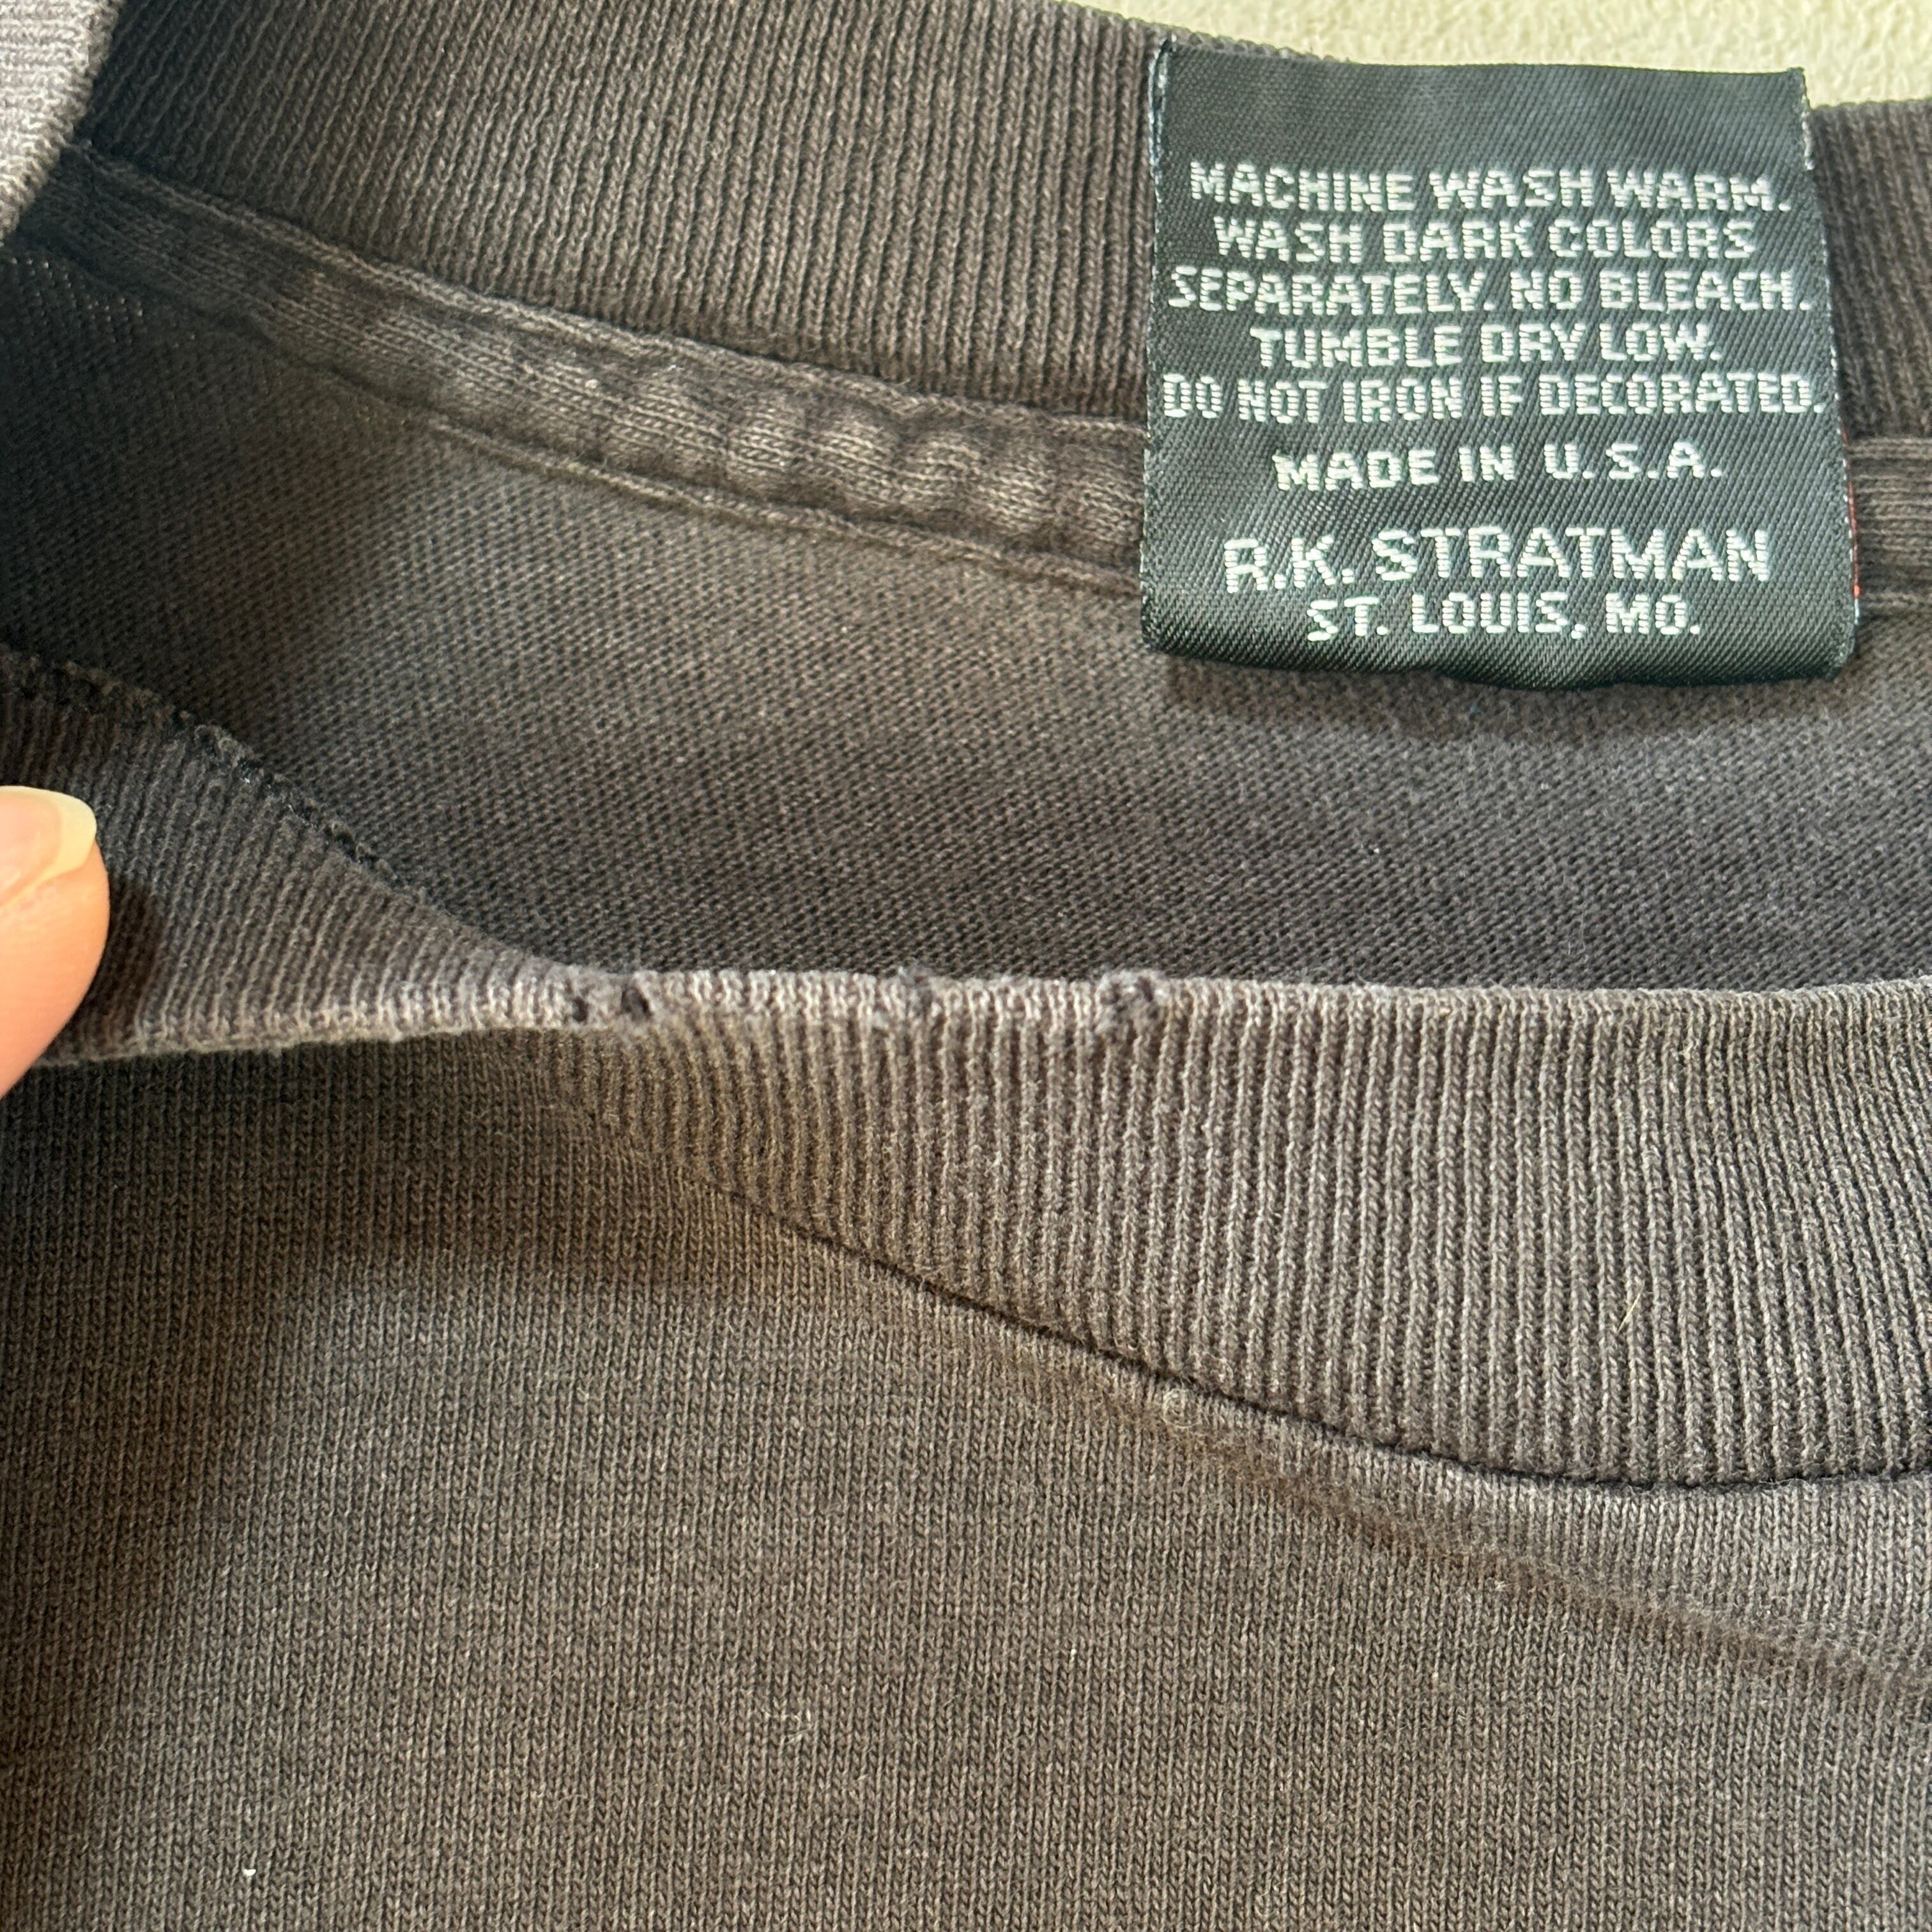 MACHINE WASH WARM.
WASH DARK COLORS
SEPARATELY. NO BLEACH.
TUMBLE DRY LOW.
DO NOT IRON IF DECORATED.
MADE IN U.S.A.
R.K. STRATMAN
ST. LOUIS, MO.